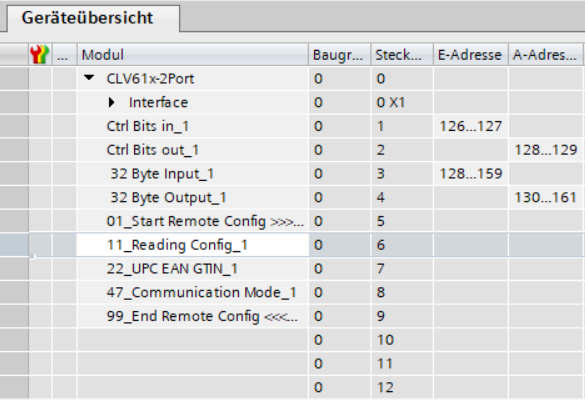 Geräteübersicht
... Modul Baugr... Steck... E-Adresse A-Adres...
CLV61x-2Port 0 0
Interface 0 0 X1
Ctrl Bits in_1 0 1 126...127
Ctrl Bits out_1 0 2 128...129
32 Byte Input_1 0 3 128...159
32 Byte Output_1 0 4 130...161
01_Start Remote Config >>>... 0 5
11_Reading Config_1 0 6
22_UPC EAN GTIN_1 0 7
47_Communication Mode_1 0 8
99_End Remote Config <<<... 0 9
0 10
0 11
0 12